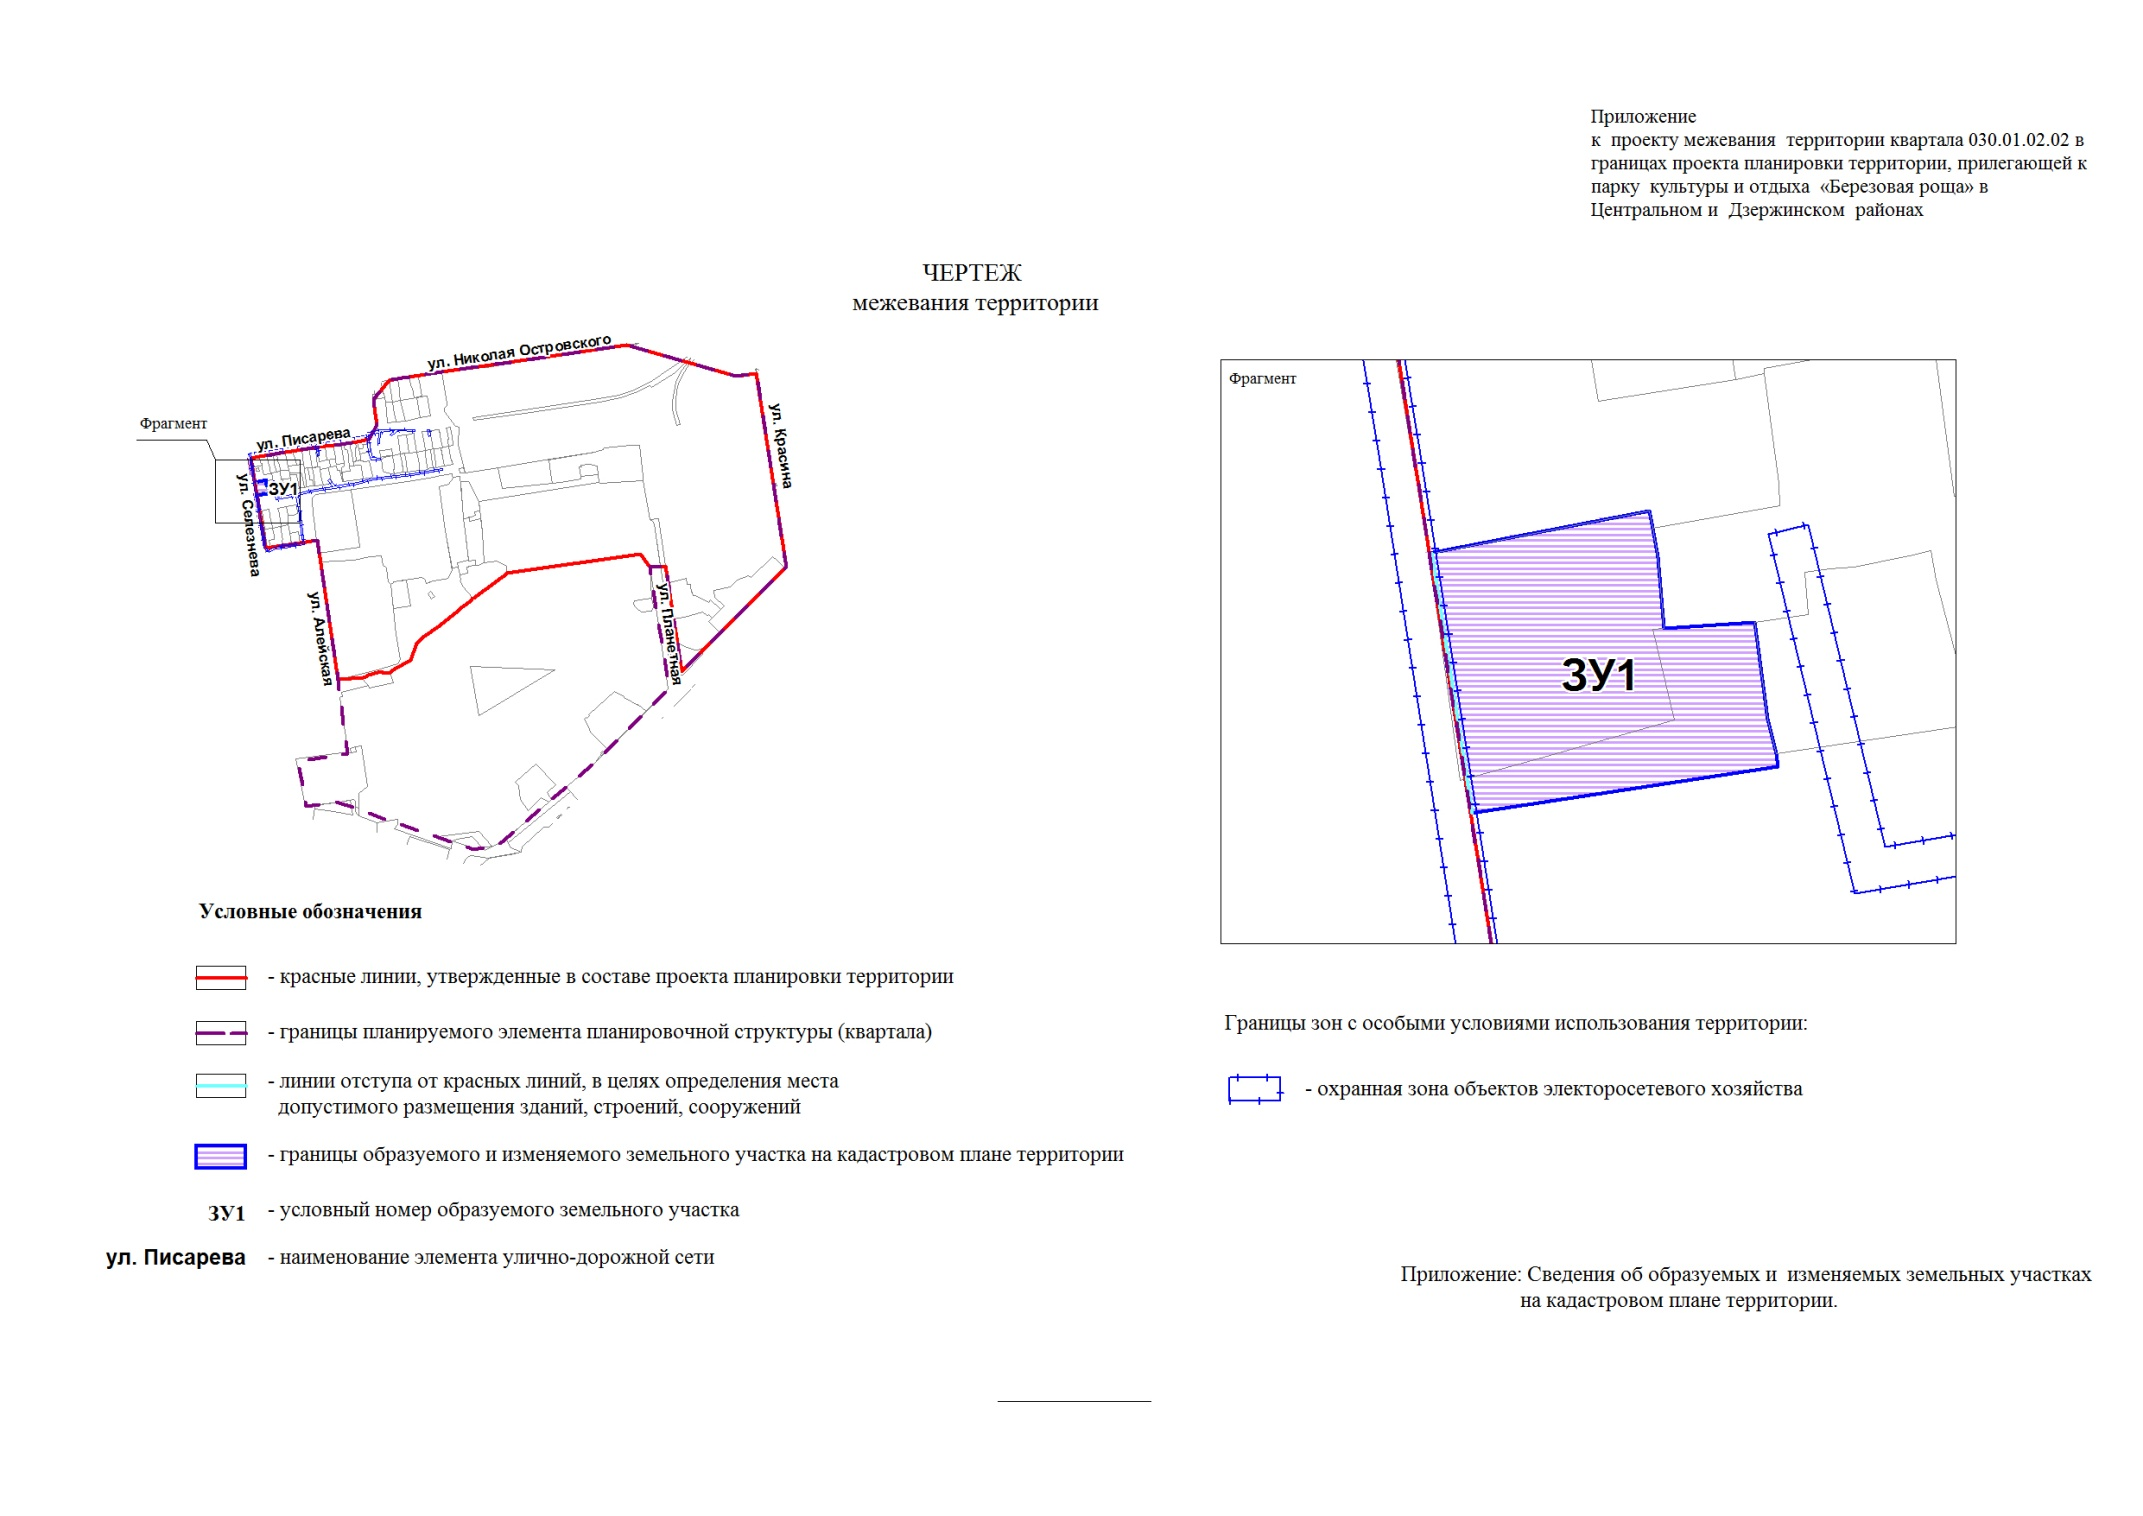 Приложение
к проекту межевания территории квартала 030.01.02.02 в
границах проекта планировки территории, прилегающей к
парку культуры и отдыха «Березовая роща» в
Центральном и Дзержинском районах
ЧЕРТЕЖ
межевания территории
ул. Николая Островского
ул. Красина
Фрагмент
ул. Писарева
ЗУ1
ул. Селезнева
ул. Алейская
ул. Планетная
Фрагмент
ЗУ1
Условные обозначения
- красные линии, утвержденные в составе проекта планировки территории
- границы планируемого элемента планировочной структуры (квартала)
- линии отступа от красных линий, в целях определения места
допустимого размещения зданий, строений, сооружений
- границы образуемого и изменяемого земельного участка на кадастровом плане территории
ЗУ1 - условный номер образуемого земельного участка
ул. Писарева - наименование элемента улично-дорожной сети
Границы зон с особыми условиями использования территории:
- охранная зона объектов электоросетевого хозяйства
Приложение: Сведения об образуемых и изменяемых земельных участках
на кадастровом плане территории.